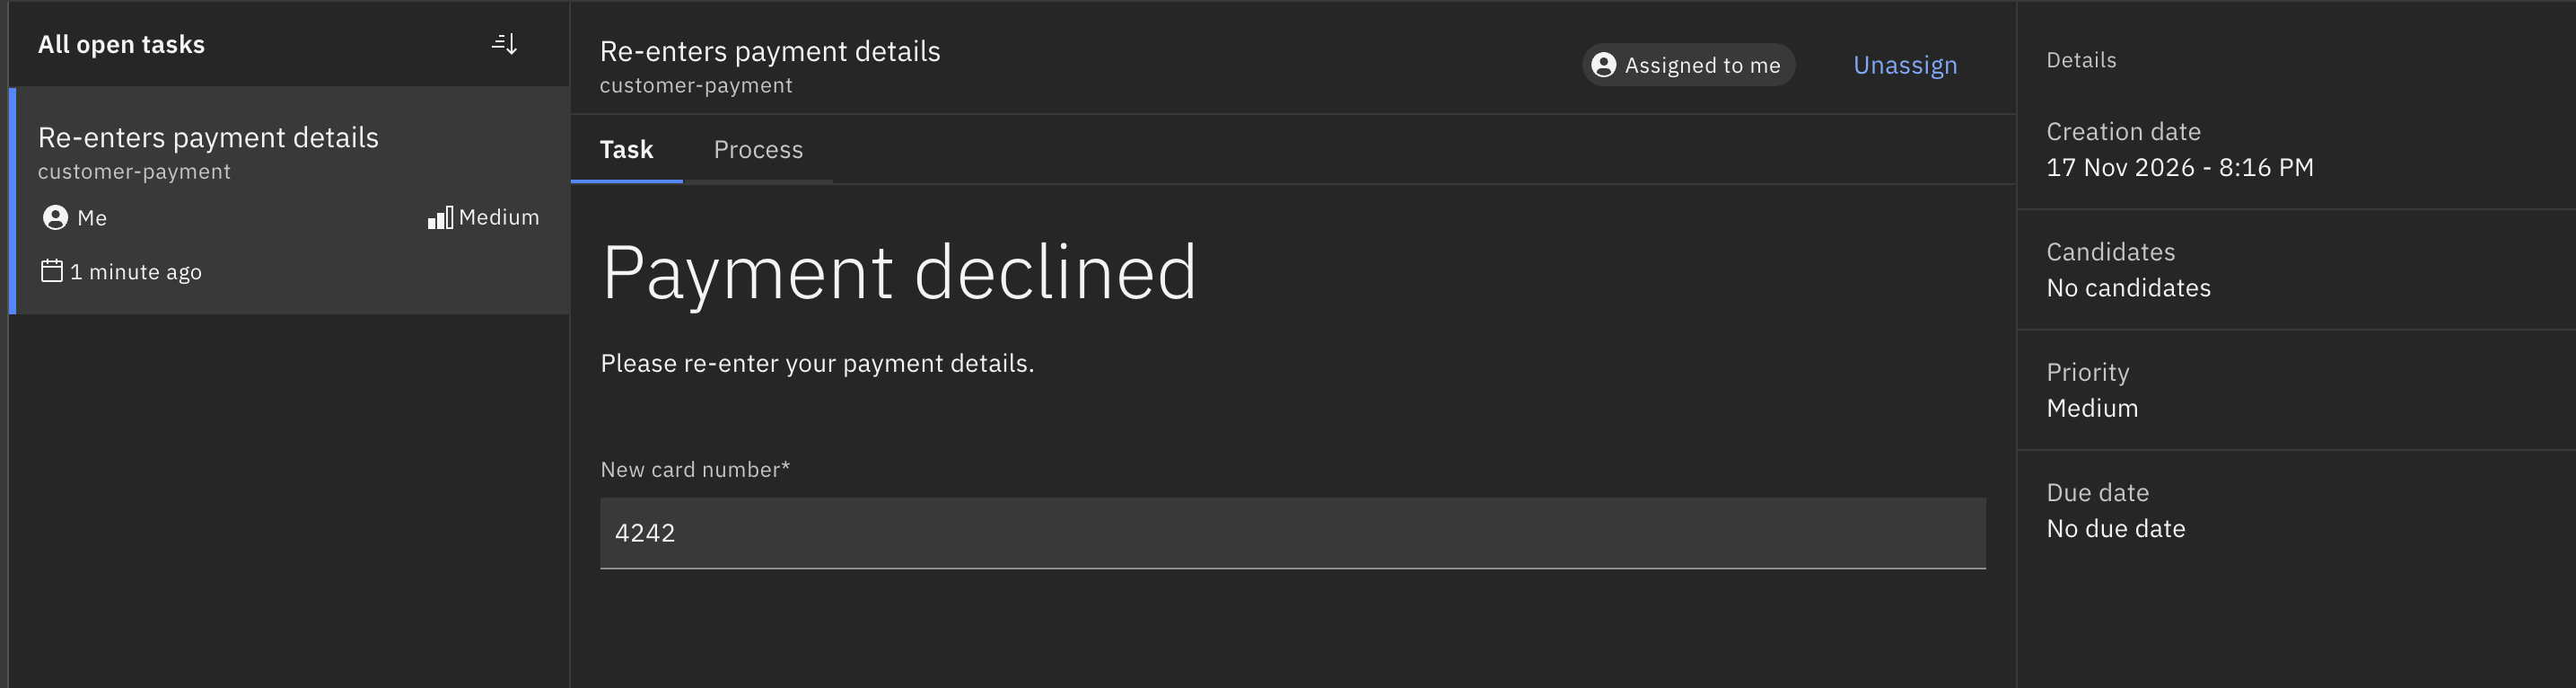 All open tasks
Re-enters payment details
customer-payment
Me
Medium
1 minute ago
Re-enters payment details
customer-payment
Assigned to me
Unassign
Task
Process
Payment declined
Please re-enter your payment details.
New card number*
4242
Details
Creation date
17 Nov 2026 - 8:16 PM
Candidates
No candidates
Priority
Medium
Due date
No due date